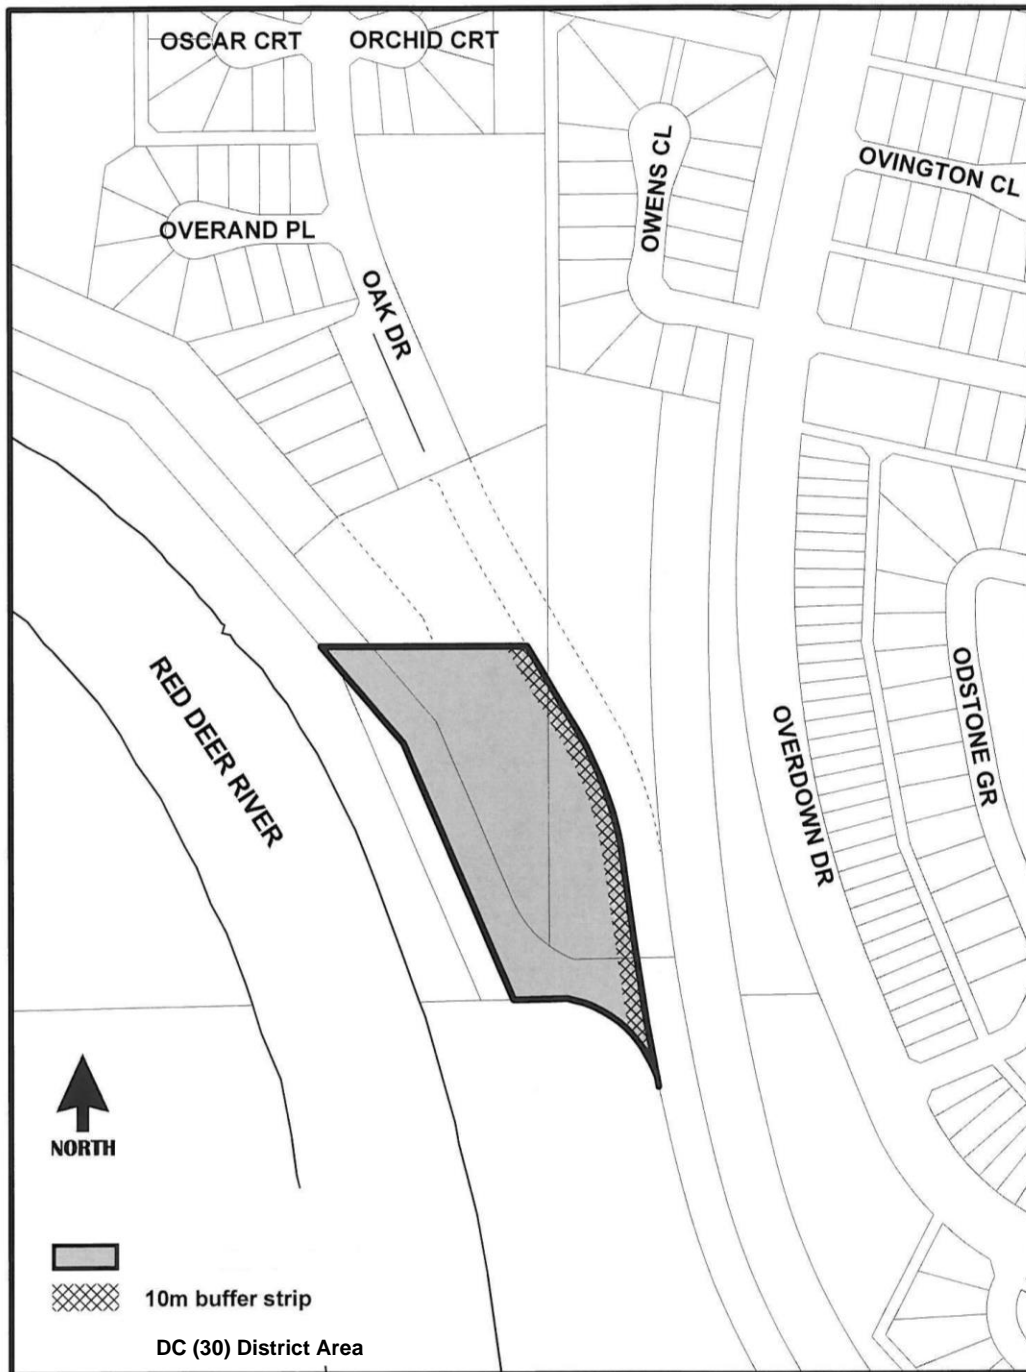 OSCAR CRT
ORCHID CRT
OVINGTON CL
OWENS CL
OVERAND PL
OAK DR
RED DEER RIVER
ODSTONE GR
OVERDOWN DR
NORTH
10m buffer strip
DC (30) District Area